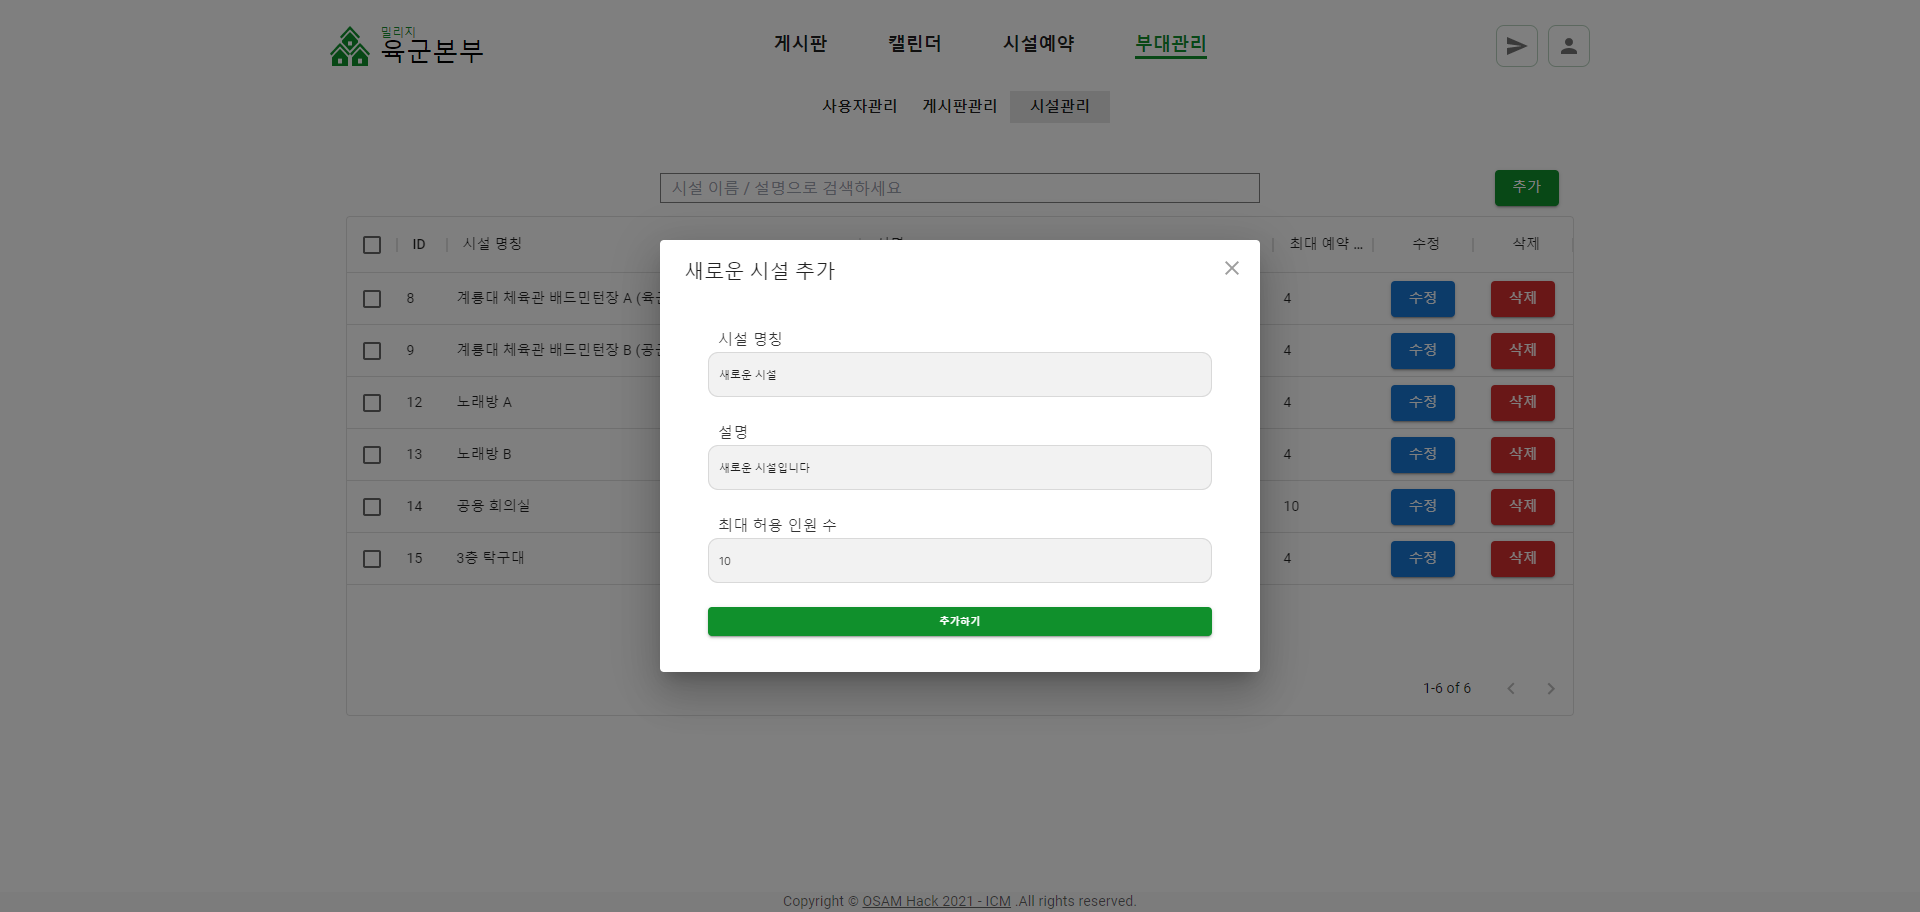 밀리지
육군본부
게시판 캘린더 시설예약 부대관리
사용자관리 게시판관리 시설관리
시설 이름 / 설명으로 검색하세요
추가
ID 시설 명칭 최대 예약 ... 수정 삭제
8 계룡대 체육관 배드민턴장 A 4 수정 삭제
9 계룡대 체육관 배드민턴장 B 4 수정 삭제
12 노래방 A 4 수정 삭제
13 노래방 B 4 수정 삭제
14 공용 회의실 10 수정 삭제
15 3층 탁구대 4 수정 삭제
1-6 of 6
새로운 시설 추가
시설 명칭
새로운 시설
설명
새로운 시설입니다
최대 허용 인원 수
10
추가하기
Copyright © OSAM Hack 2021 - ICM .All rights reserved.